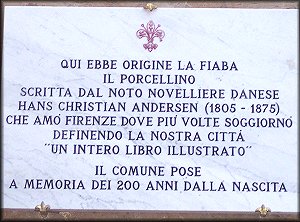 QUI EBBE ORIGINE LA FIABA
IL PORCELLINO
SCRITTA DAL NOTO NOVELLIERE DANESE
HANS CHRISTIAN ANDERSEN (1805 - 1875)
CHE AMÒ FIRENZE DOVE PIÙ VOLTE SOGGIORNÒ
DEFINENDO LA NOSTRA CITTÀ
"UN INTERO LIBRO ILLUSTRATO"
IL COMUNE POSE
A MEMORIA DEI 200 ANNI DALLA NASCITA